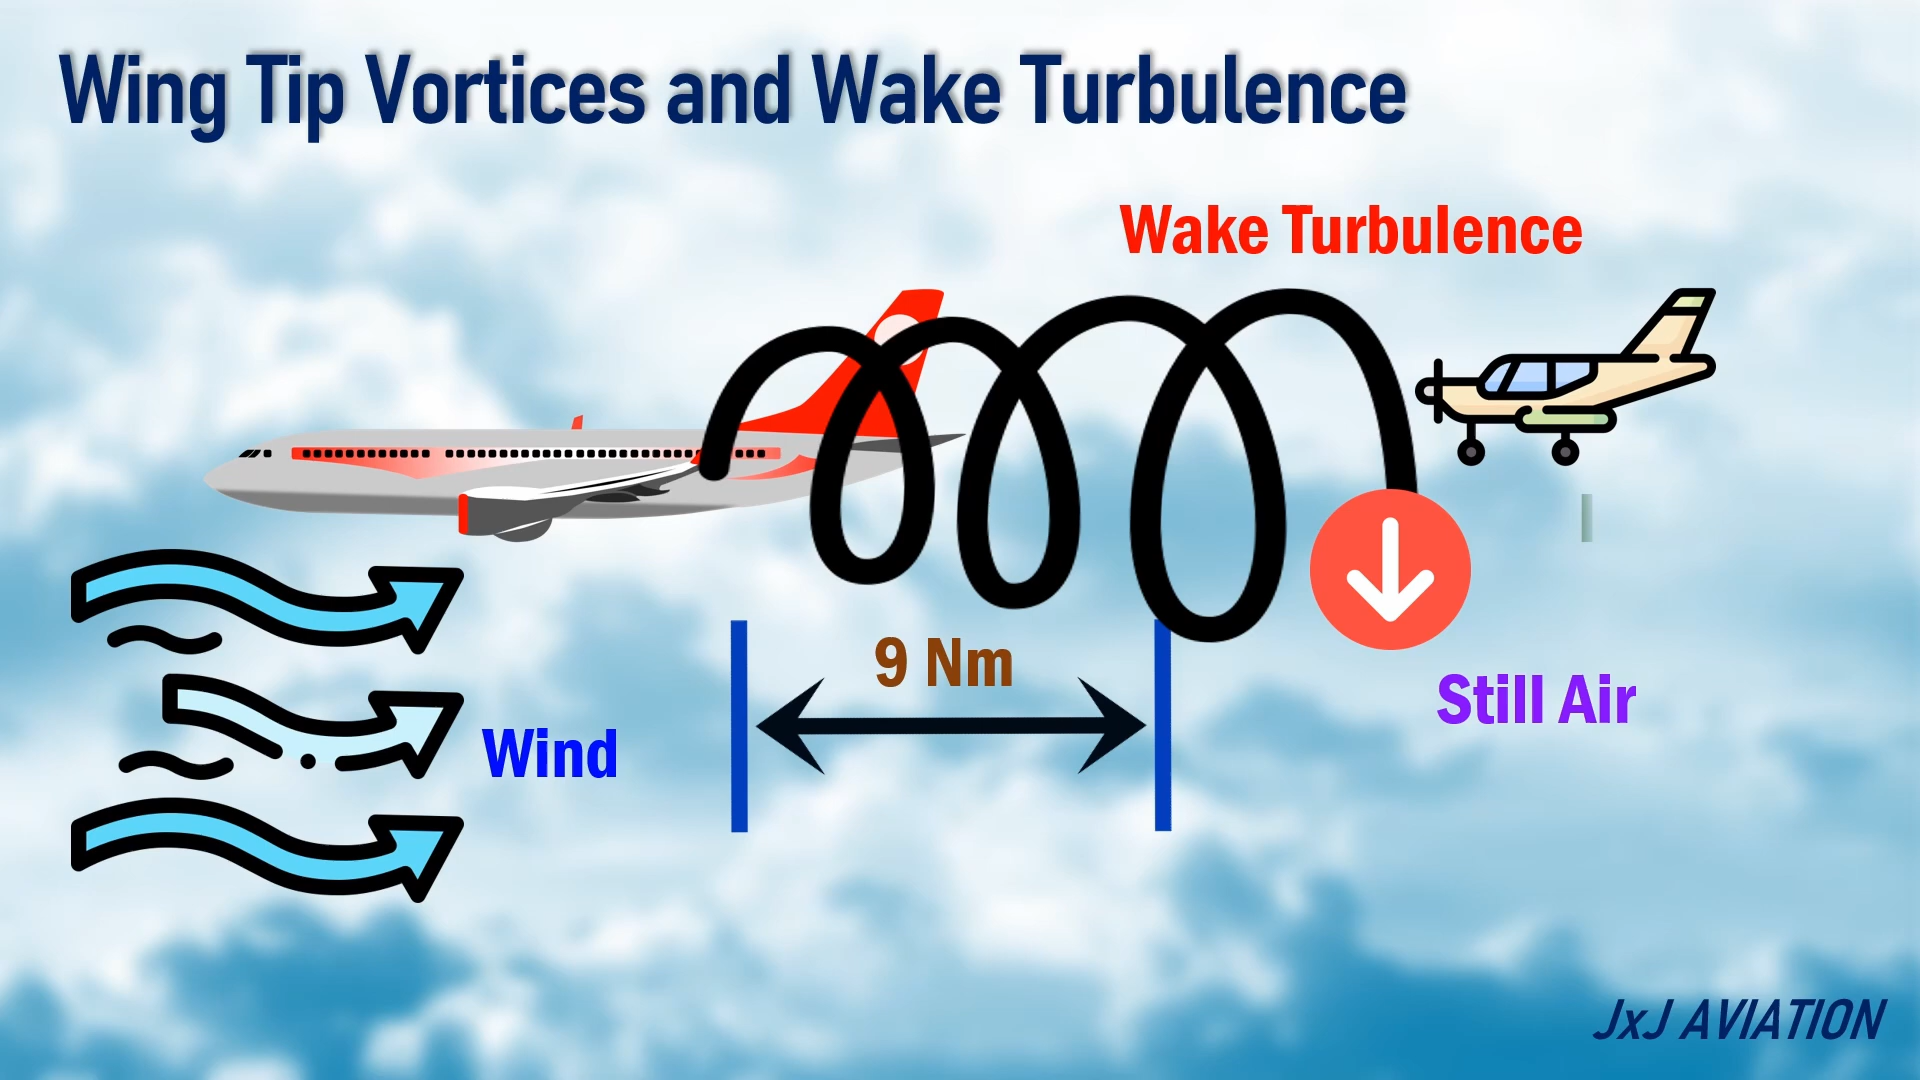 Wing Tip Vortices and Wake Turbulence
Wake Turbulence
9 Nm
Still Air
Wind
JxJ AVIATION